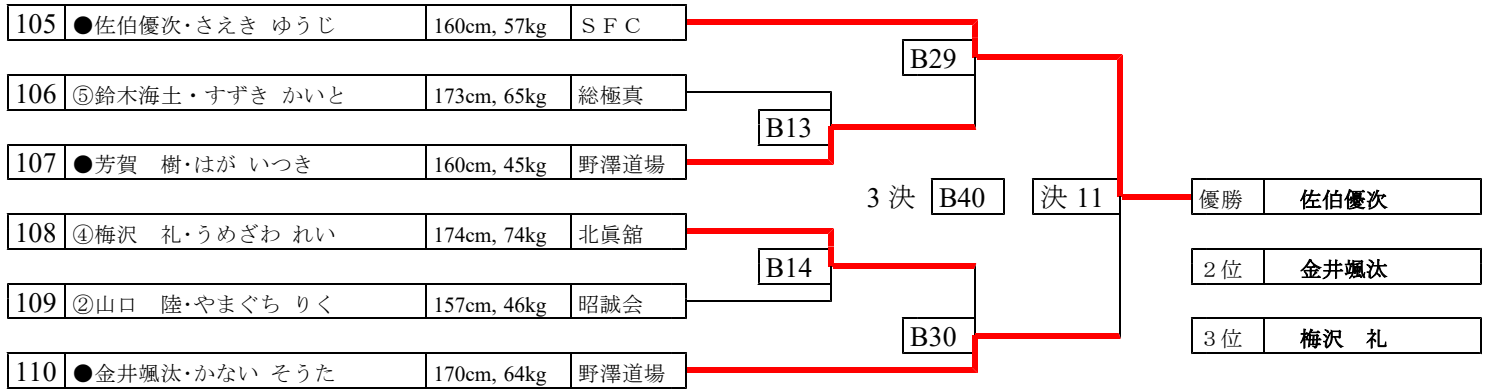 105 ●佐伯優次･さえき ゆうじ 160cm, 57kg ＳＦＣ
B29
106 ⑤鈴木海士・すずき かいと 173cm, 65kg 総極真
B13
107 ●芳賀　樹･はが いつき 160cm, 45kg 野澤道場
3 決 B40 決 11 優勝 佐伯優次
108 ④梅沢　礼･うめざわ れい 174cm, 74kg 北眞舘
B14 ２位 金井颯汰
109 ②山口　陸･やまぐち りく 157cm, 46kg 昭誠会
B30 ３位 梅沢　礼
110 ●金井颯汰･かない そうた 170cm, 64kg 野澤道場